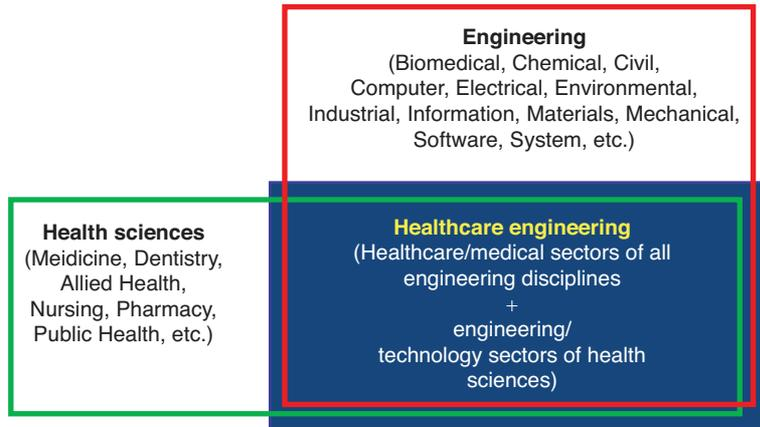 Engineering
(Biomedical, Chemical, Civil,
Computer, Electrical, Environmental,
Industrial, Information, Materials, Mechanical,
Software, System, etc.)
Health sciences
(Meidicine, Dentistry,
Allied Health,
Nursing, Pharmacy,
Public Health, etc.)
Healthcare engineering
(Healthcare/medical sectors of all
engineering disciplines
+
engineering/
technology sectors of health
sciences)